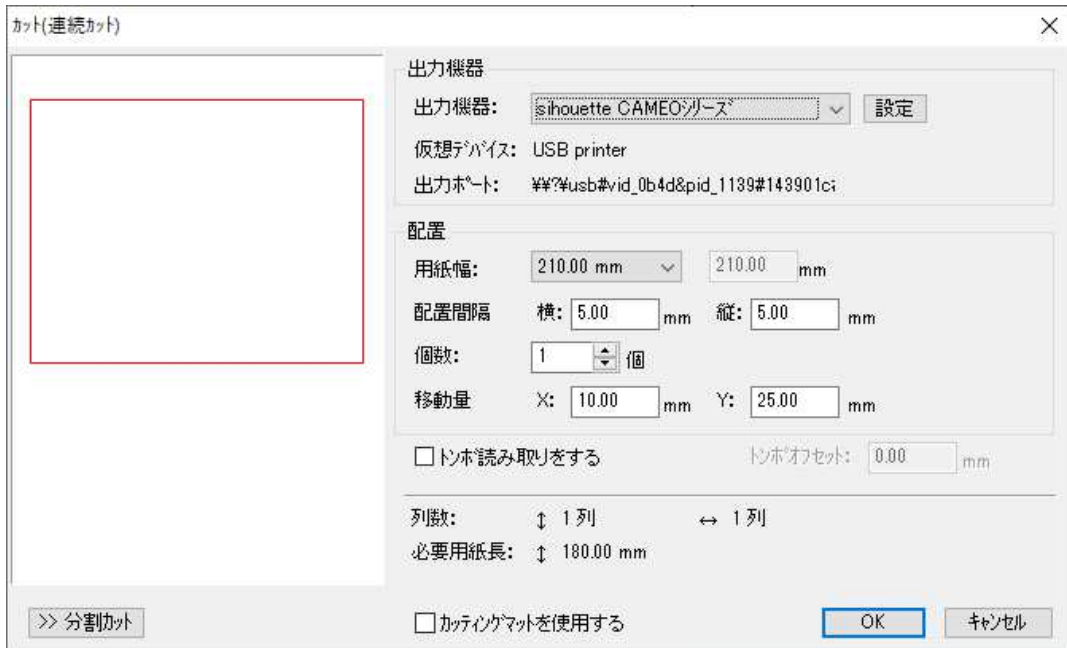 ｶｯﾄ(連続ｶｯﾄ)
出力機器
出力機器: sihouette CAMEOｼﾘｰｽﾞ 設定
仮想ﾃﾞﾊﾞｲｽ: USB printer
出力ﾎﾟｰﾄ: ¥¥?¥usb#vid_0b4d&pid_1139#143901c
配置
用紙幅: 210.00 mm 210.00 mm
配置間隔 横: 5.00 mm 縦: 5.00 mm
個数: 1 個
移動量 X: 10.00 mm Y: 25.00 mm
ﾄﾝﾎﾞ読み取りをする ﾄﾝﾎﾞｵﾌｾｯﾄ: 0.00 mm
列数: ↕ 1 列 ↔ 1 列
必要用紙長: ↕ 180.00 mm
>> 分割ｶｯﾄ ｶｯﾃｨﾝｸﾞﾏｯﾄを使用する OK ｷｬﾝｾﾙ